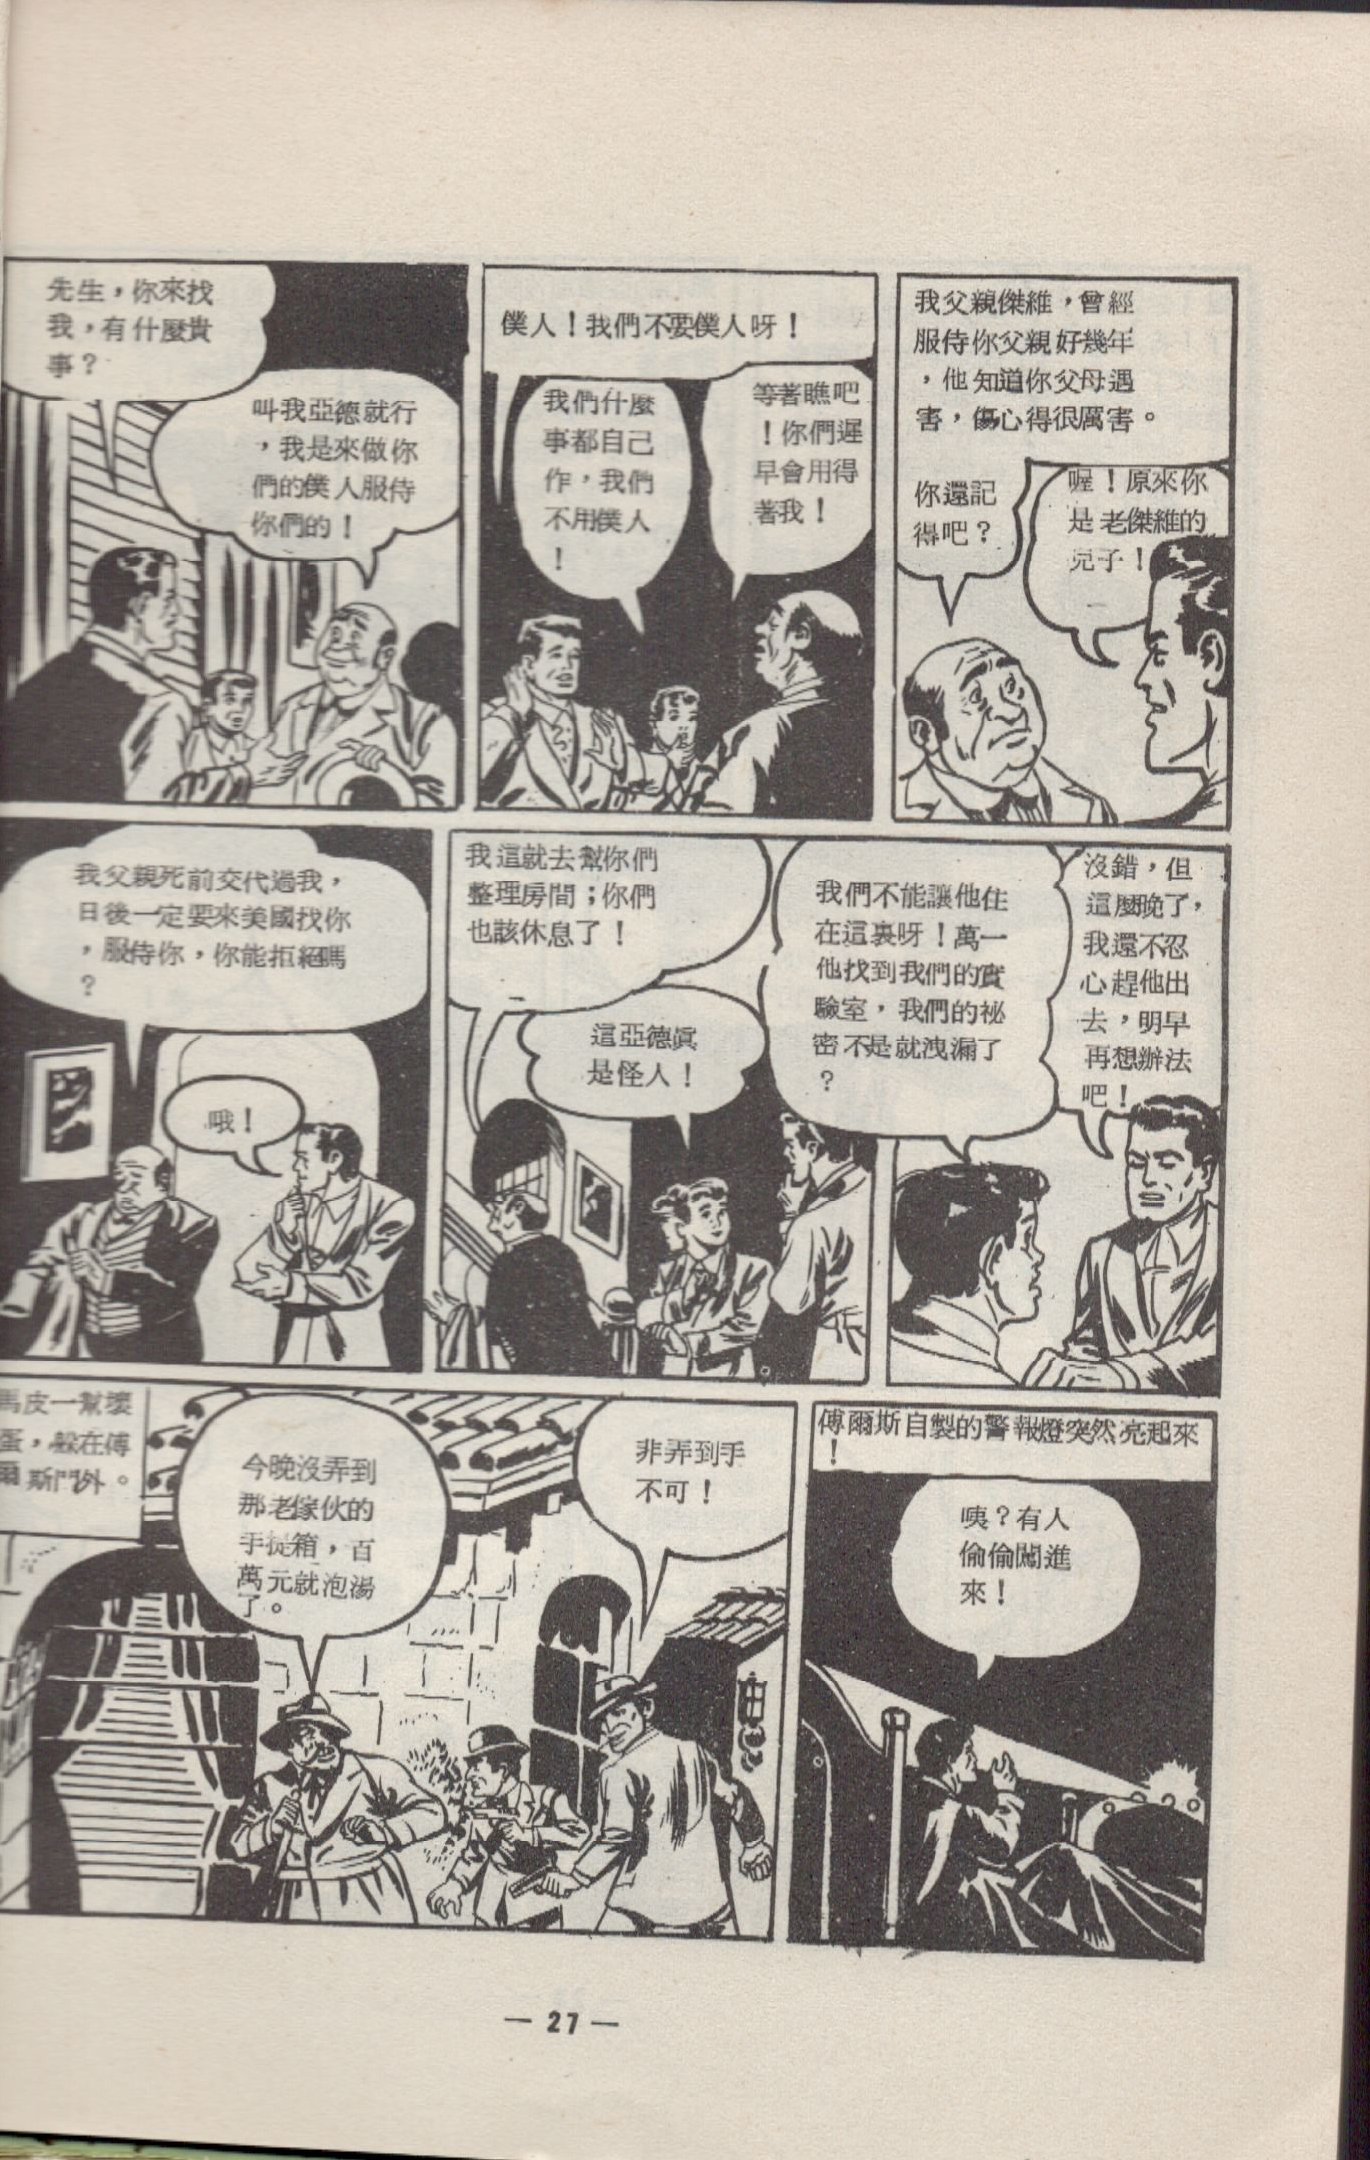 先生，你來找
我，有什麼貴
事？
叫我亞德就行
，我是來做你
們的僕人服侍
你們的！
僕人！我們不要僕人呀！
我們什麼
事都自己
作，我們
不用僕人
！
等著瞧吧
！你們遲
早會用得
著我！
我父親傑維，曾經
服侍你父親好幾年
，他知道你父母遇
害，傷心得很厲害。
你還記
得吧？
喔！原來你
是老傑維的
兒子！
我父親死前交代過我，
日後一定要來美國找你
，服侍你，你能拒絕嗎
？
哦！
我這就去幫你們
整理房間；你們
也該休息了！
這亞德眞
是怪人！
我們不能讓他住
在這裏呀！萬一
他找到我們的實
驗室，我們的祕
密不是就洩漏了
？
沒錯，但
這麼晚了，
我還不忍
心趕他出
去，明早
再想辦法
吧！
馬皮一幫壞
蛋，躲在傅
爾斯門外。
今晚沒弄到
那老傢伙的
手提箱，百
萬元就泡湯
了。
非弄到手
不可！
傅爾斯自製的警報燈突然亮起來
！
咦？有人
偷偷闖進
來！
— 27 —